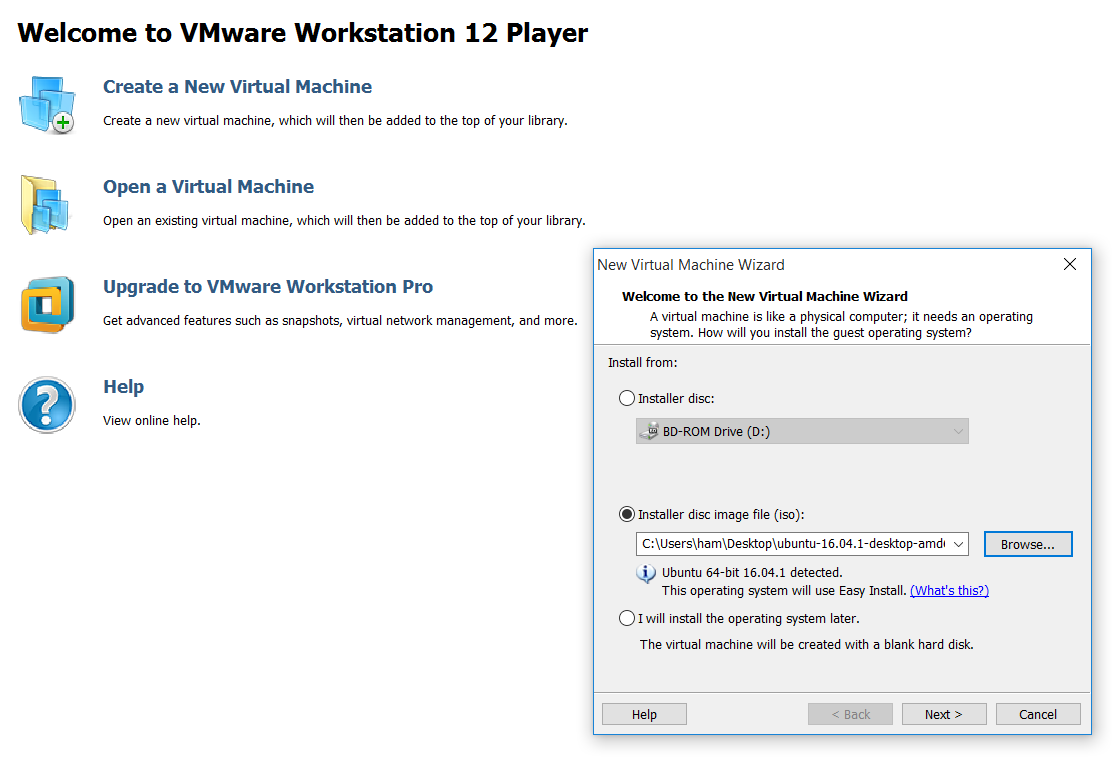 Welcome to VMware Workstation 12 Player
Create a New Virtual Machine
Create a new virtual machine, which will then be added to the top of your library.
Open a Virtual Machine
Open an existing virtual machine, which will then be added to the top of your library.
Upgrade to VMware Workstation Pro
Get advanced features such as snapshots, virtual network management, and more.
Help
View online help.
New Virtual Machine Wizard
Welcome to the New Virtual Machine Wizard
A virtual machine is like a physical computer; it needs an operating
system. How will you install the guest operating system?
Install from:
Installer disc:
BD-ROM Drive (D:)
Installer disc image file (iso):
C:\Users\ham\Desktop\ubuntu-16.04.1-desktop-amd
Browse...
Ubuntu 64-bit 16.04.1 detected.
This operating system will use Easy Install. (What's this?)
I will install the operating system later.
The virtual machine will be created with a blank hard disk.
Help
< Back
Next >
Cancel